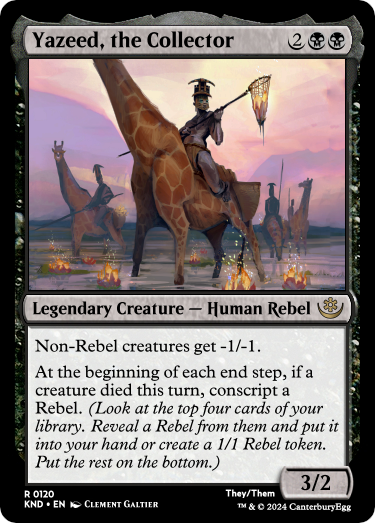 Yazeed, the Collector 2
Legendary Creature — Human Rebel
Non-Rebel creatures get -1/-1.
At the beginning of each end step, if a
creature died this turn, conscript a
Rebel. (Look at the top four cards of your
library. Reveal a Rebel from them and put it
into your hand or create a 1/1 Rebel token.
Put the rest on the bottom.)
3/2
R 0120 They/Them
KND • EN Clement Galtier ™ & © 2024 CanterburyEgg